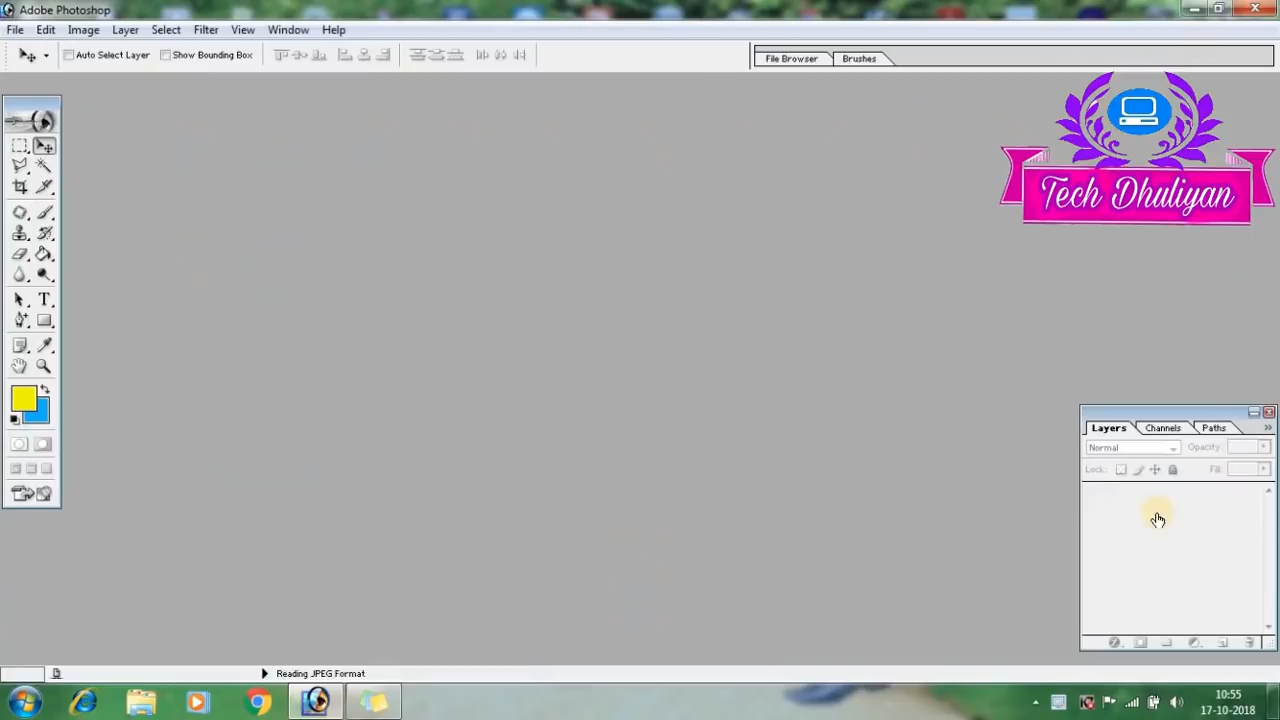 Adobe Photoshop
File Edit Image Layer Select Filter View Window Help
Auto Select Layer Show Bounding Box File Browser Brushes
Tech Dhuliyan
T
Layers Channels Paths
Normal Opacity:
Lock: Fill:
Reading JPEG Format
10:55
17-10-2018